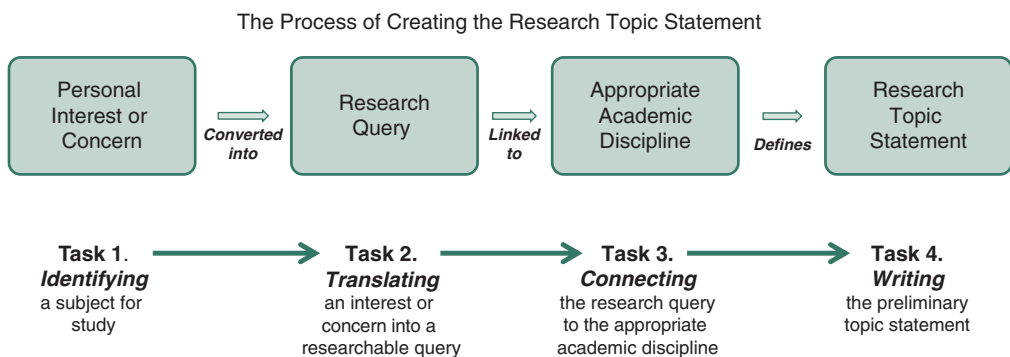 The Process of Creating the Research Topic Statement
Personal
Interest or
Concern
Converted
into
Research
Query
Linked
to
Appropriate
Academic
Discipline
Defines
Research
Topic
Statement
Task 1.
Identifying
a subject for
study
Task 2.
Translating
an interest or
concern into a
researchable query
Task 3.
Connecting
the research query
to the appropriate
academic discipline
Task 4.
Writing
the preliminary
topic statement